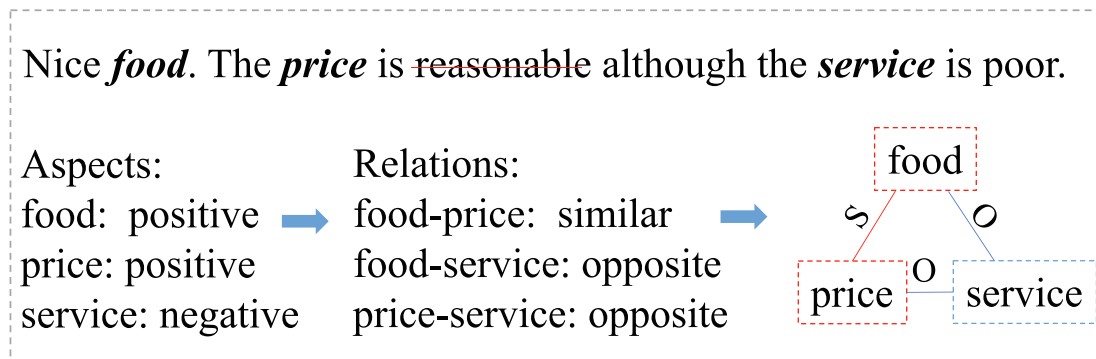 Nice food. The price is reasonable although the service is poor.
Aspects:
food: positive
price: positive
service: negative
Relations:
food-price: similar
food-service: opposite
price-service: opposite
food
S
O
price
O
service